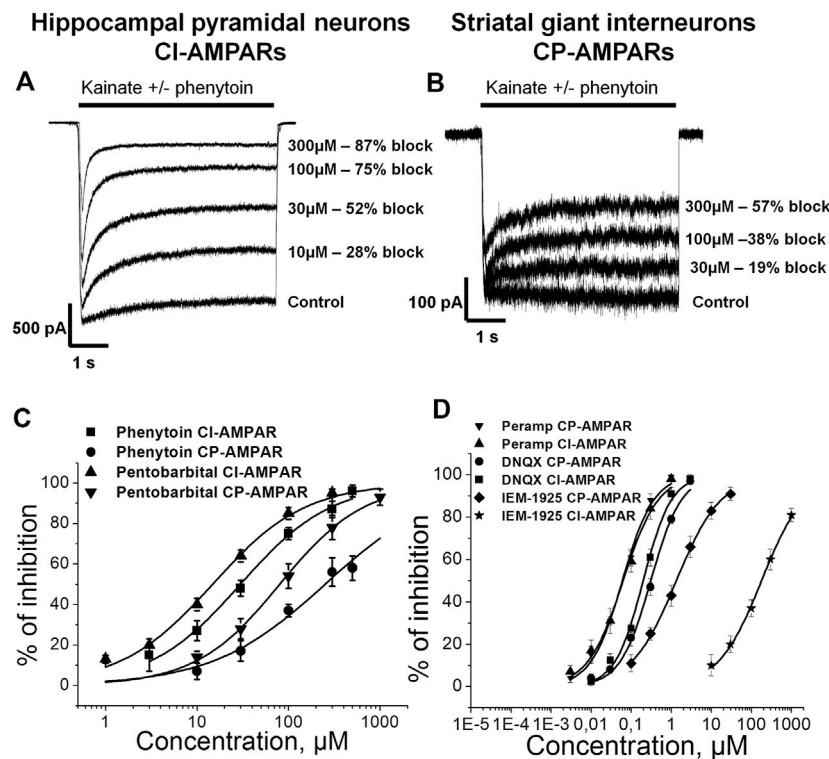 Hippocampal pyramidal neurons
CI-AMPARs
Striatal giant interneurons
CP-AMPARs
A
Kainate +/- phenytoin
300µM – 87% block
100µM – 75% block
30µM – 52% block
10µM – 28% block
Control
500 pA
1 s
B
Kainate +/- phenytoin
300µM – 57% block
100µM –38% block
30µM – 19% block
Control
100 pA
1 s
C
Phenytoin CI-AMPAR
Phenytoin CP-AMPAR
Pentobarbital CI-AMPAR
Pentobarbital CP-AMPAR
% of inhibition
100
80
60
40
20
0
1
10
100
1000
Concentration, µM
D
Peramp CP-AMPAR
Peramp CI-AMPAR
DNQX CP-AMPAR
DNQX CI-AMPAR
IEM-1925 CP-AMPAR
IEM-1925 CI-AMPAR
% of inhibition
100
80
60
40
20
0
1E-5 1E-4 1E-3 0,01 0,1 1 10 100 1000
Concentration, µM